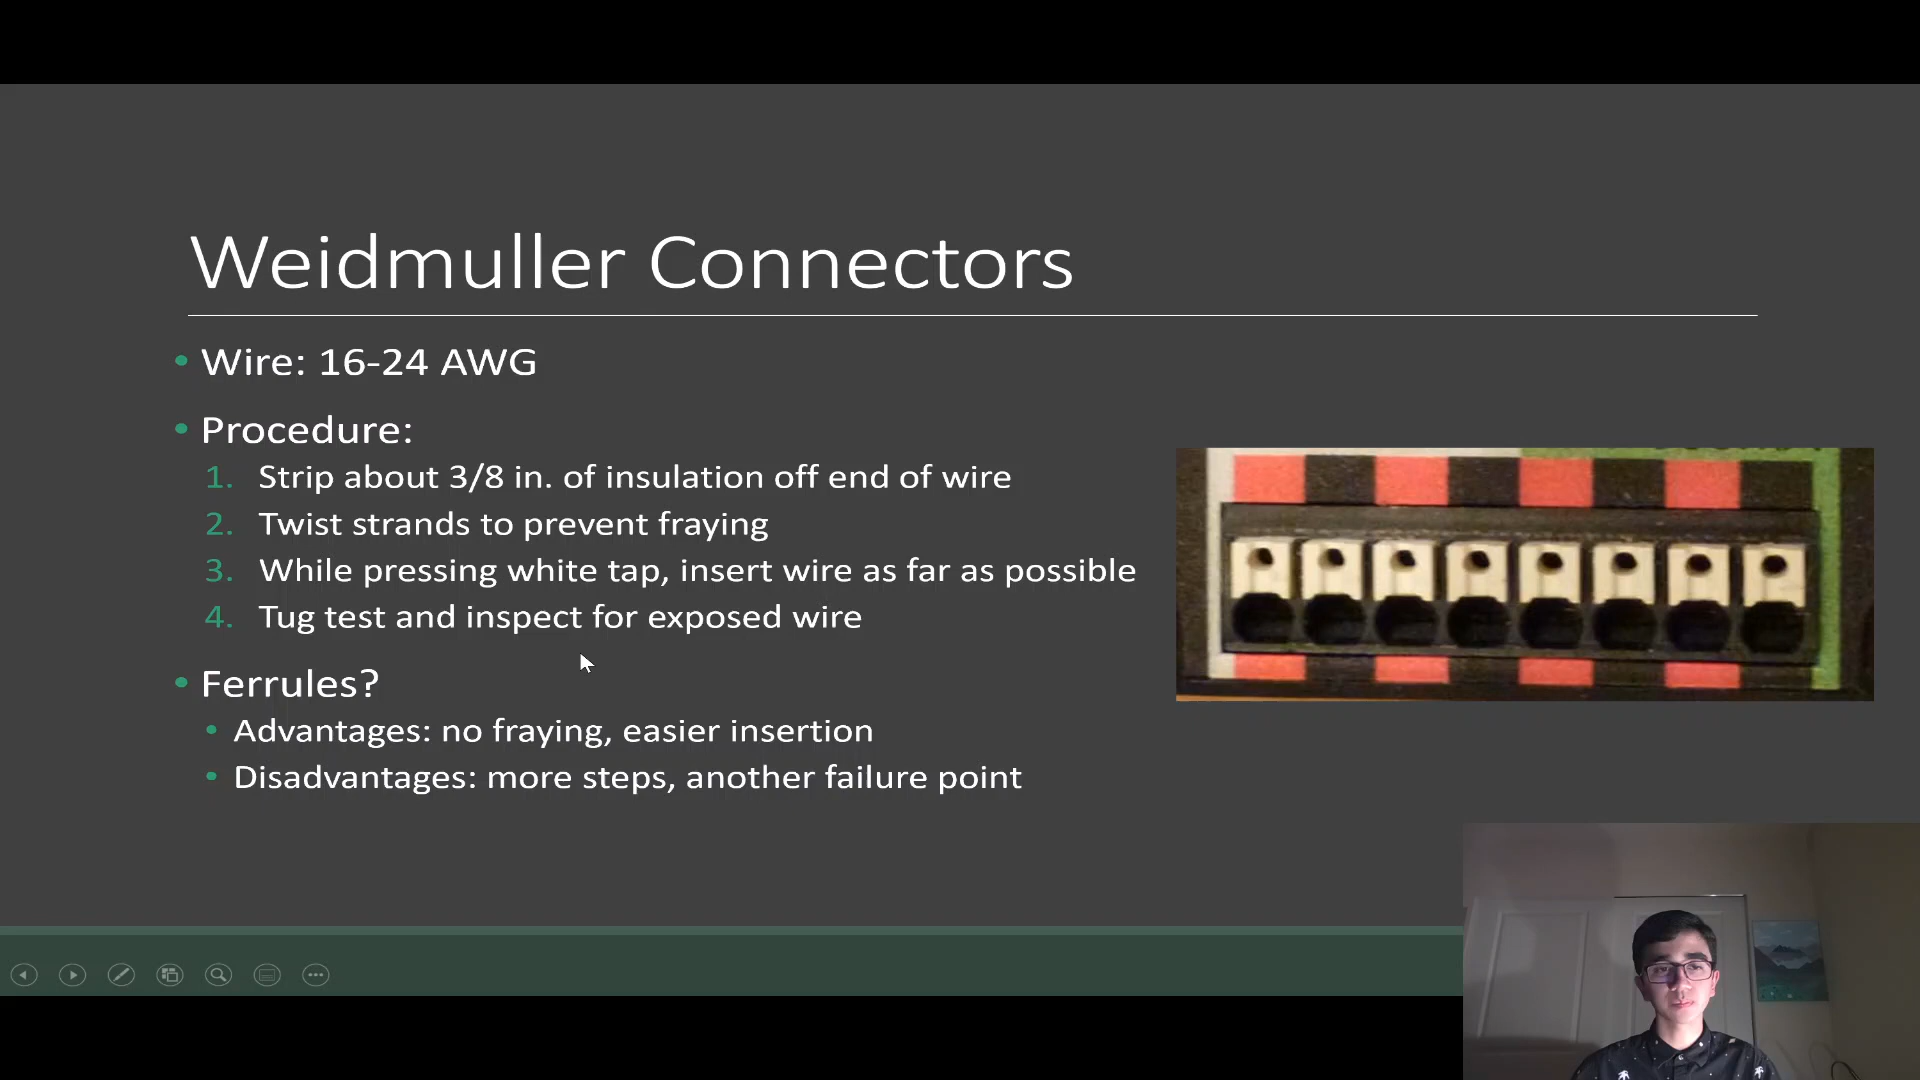 Weidmuller Connectors
• Wire: 16-24 AWG
• Procedure:
1. Strip about 3/8 in. of insulation off end of wire
2. Twist strands to prevent fraying
3. While pressing white tap, insert wire as far as possible
4. Tug test and inspect for exposed wire
• Ferrules?
• Advantages: no fraying, easier insertion
• Disadvantages: more steps, another failure point